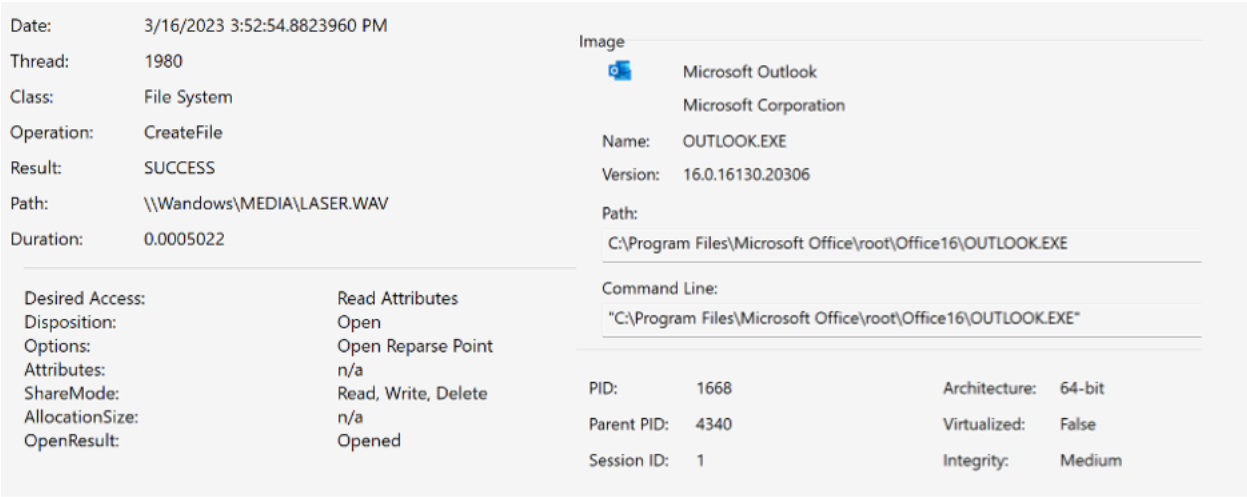 Date: 3/16/2023 3:52:54.8823960 PM
Thread: 1980
Class: File System
Operation: CreateFile
Result: SUCCESS
Path: \\Wandows\MEDIA\LASER.WAV
Duration: 0.0005022
Desired Access: Read Attributes
Disposition: Open
Options: Open Reparse Point
Attributes: n/a
ShareMode: Read, Write, Delete
AllocationSize: n/a
OpenResult: Opened
Image
Microsoft Outlook
Microsoft Corporation
Name: OUTLOOK.EXE
Version: 16.0.16130.20306
Path:
C:\Program Files\Microsoft Office\root\Office16\OUTLOOK.EXE
Command Line:
"C:\Program Files\Microsoft Office\root\Office16\OUTLOOK.EXE"
PID: 1668 Architecture: 64-bit
Parent PID: 4340 Virtualized: False
Session ID: 1 Integrity: Medium